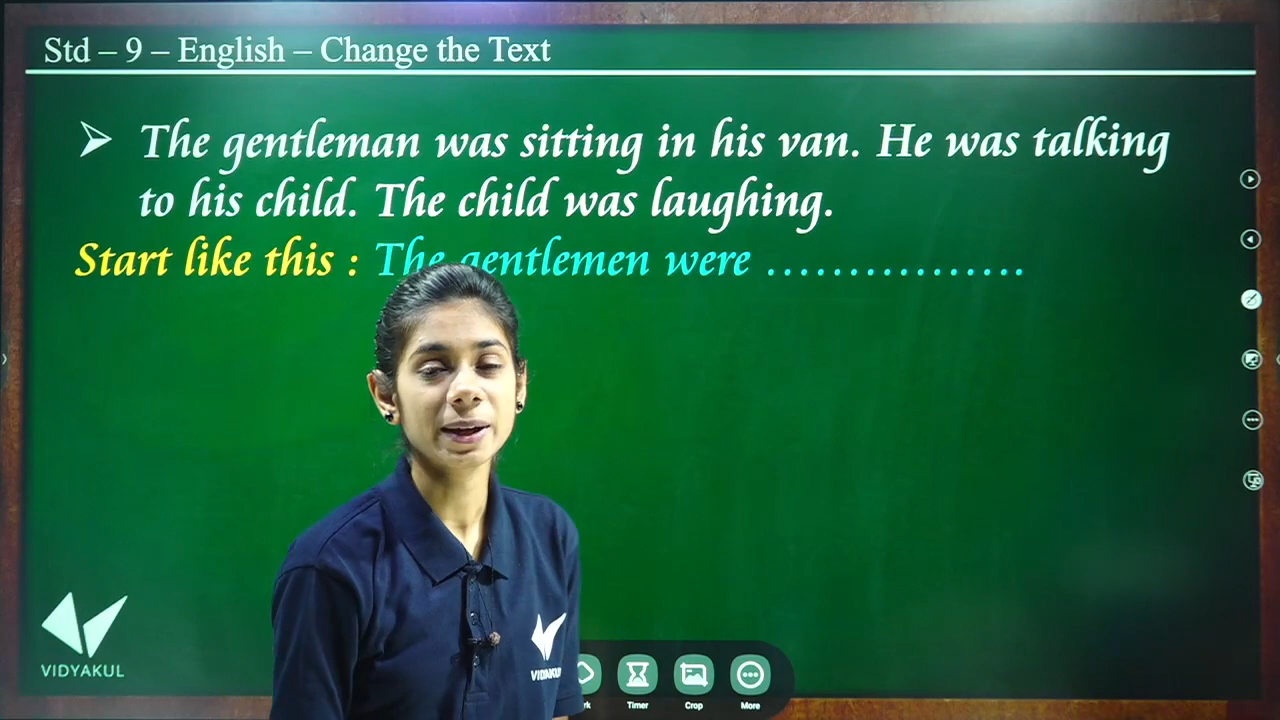 Std – 9 – English – Change the Text
➢ The gentleman was sitting in his van. He was talking
to his child. The child was laughing.
Start like this : The gentlemen were ................
VIDYAKUL
VIDYAKUL
Timer
Crop
More